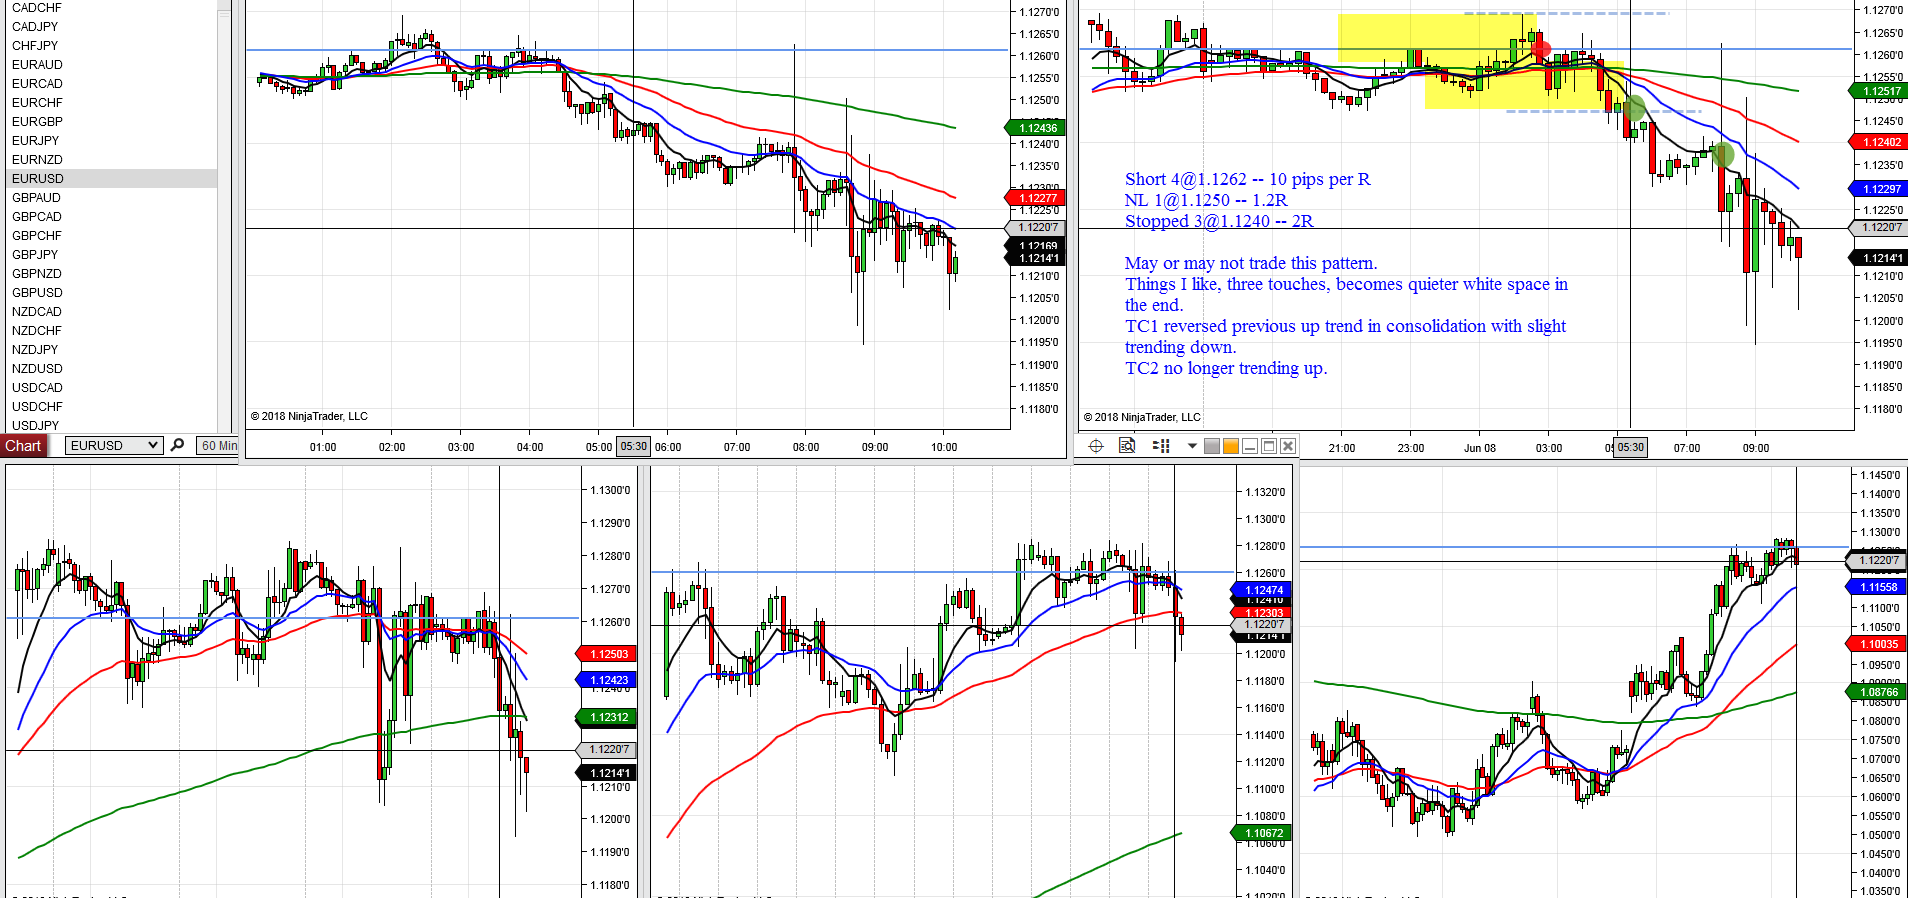 CADCHF
CADJPY
CHFJPY
EURAUD
EURCAD
EURCHF
EURGBP
EURJPY
EURNZD
EURUSD
GBPAUD
GBPCAD
GBPCHF
GBPJPY
GBPNZD
GBPUSD
NZDCAD
NZDCHF
NZDJPY
NZDUSD
USDCAD
USDCHF
USDJPY
Chart
EURUSD
60 Min
1.1270'0
1.1265'0
1.1260'0
1.1255'0
1.1250'0
1.12436
1.1240'0
1.1235'0
1.1230'0
1.12277
1.1225'0
1.1220'7
1.12169
1.1214'1
1.1210'0
1.1205'0
1.1200'0
1.1195'0
1.1190'0
1.1185'0
1.1180'0
© 2018 NinjaTrader, LLC
01:00 02:00 03:00 04:00 05:00 05:30 06:00 07:00 08:00 09:00 10:00
Short 4@1.1262 -- 10 pips per R
NL 1@1.1250 -- 1.2R
Stopped 3@1.1240 -- 2R
May or may not trade this pattern.
Things I like, three touches, becomes quieter white space in
the end.
TC1 reversed previous up trend in consolidation with slight
trending down.
TC2 no longer trending up.
1.1270'0
1.1265'0
1.1260'0
1.1255'0
1.12517
1.1250'0
1.1245'0
1.12402
1.1235'0
1.12297
1.1225'0
1.1220'7
1.1214'1
1.1210'0
1.1205'0
1.1200'0
1.1195'0
1.1190'0
1.1185'0
1.1180'0
© 2018 NinjaTrader, LLC
21:00 23:00 Jun 08 03:00 05:30 07:00 09:00
1.1300'0
1.1290'0
1.1280'0
1.1270'0
1.1260'0
1.12503
1.12423
1.1240'0
1.12312
1.1220'7
1.1214'1
1.1210'0
1.1200'0
1.1190'0
1.1180'0
1.1320'0
1.1300'0
1.1280'0
1.1260'0
1.12474
1.12303
1.1220'7
1.1214'1
1.1200'0
1.1180'0
1.1160'0
1.1140'0
1.1120'0
1.1100'0
1.1080'0
1.10672
1.1060'0
1.1040'0
1.1020'0
1.1450'0
1.1400'0
1.1350'0
1.1300'0
1.1220'7
1.11558
1.1100'0
1.1050'0
1.10035
1.0950'0
1.0900'0
1.08766
1.0800'0
1.0750'0
1.0700'0
1.0650'0
1.0600'0
1.0550'0
1.0500'0
1.0450'0
1.0400'0
1.0350'0